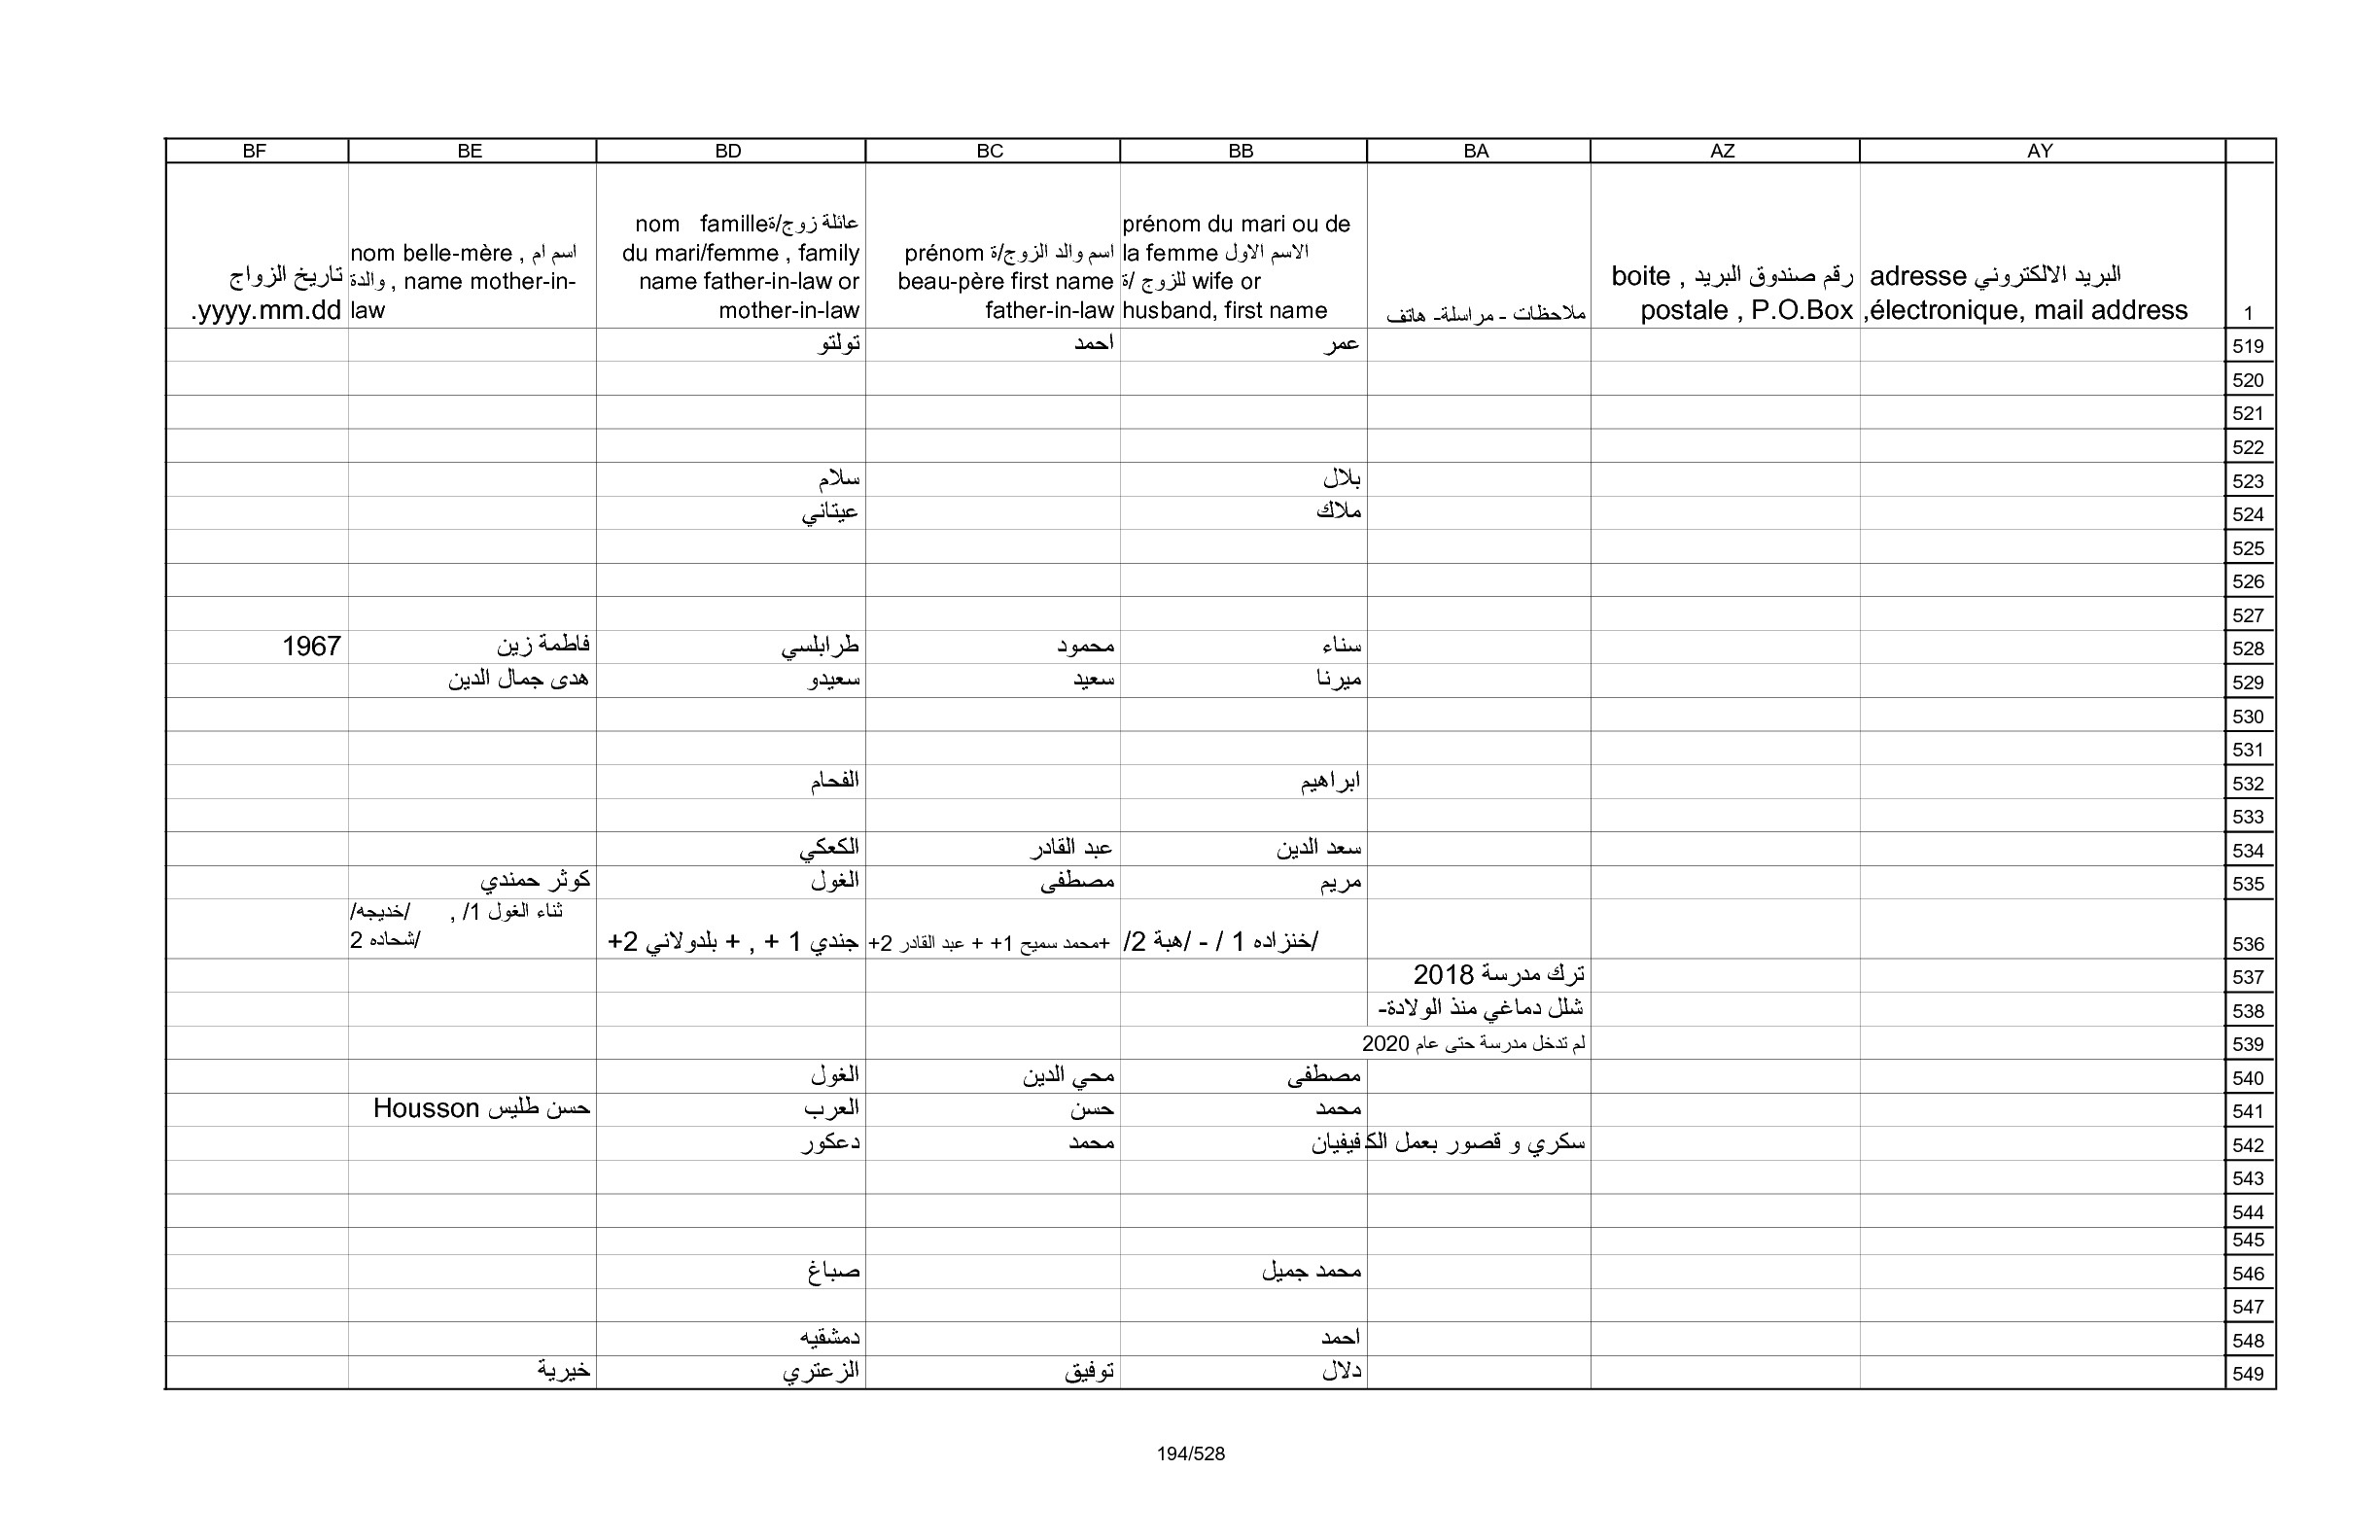 AY AZ BA BB BC BD BE BF
1
البريد الالكتروني adresse
électronique, mail address,
رقم صندوق البريد , boite
postale , P.O.Box
ملاحظات - مراسلة- هاتف
prénom du mari ou de
la femme الاسم الاول
للزوج /ة wife or
husband, first name
اسم والد الزوج/ة prénom
beau-père first name
father-in-law
عائلة زوج/ةnom famille
du mari/femme , family
name father-in-law or
mother-in-law
nom belle-mère , اسم ام
والدة , name mother-in-
law
تاريخ الزواج
yyyy.mm.dd.
519 عمر احمد تولتو
520
521
522
523 بلال سلام
524 ملاك عيتاني
525
526
527
528 سناء محمود طرابلسي فاطمة زين 1967
529 ميرنا سعيد سعيدو هدى جمال الدين
530
531
532 ابراهيم الفحام
533
534 سعد الدين عبد القادر الكعكي
535 مريم مصطفى الغول كوثر حمندي
536 /خنزاده 1 / - /هبة 2/ +محمد سميح 1+ + عبد القادر 2+ جندي 1 + , + بلدولاني 2+
ثناء الغول 1/ , /خديجه/
/شحاده 2
537 ترك مدرسة 2018
538 شلل دماغي منذ الولادة-
539 لم تدخل مدرسة حتى عام 2020
540 مصطفى محي الدين الغول
541 محمد حسن العرب حسن طليس Housson
542 سكري و قصور بعمل الك فيفيان محمد دعكور
543
544
545
546 محمد جميل صباغ
547
548 احمد دمشقيه
549 دلال توفيق الزعتري خيرية
194/528